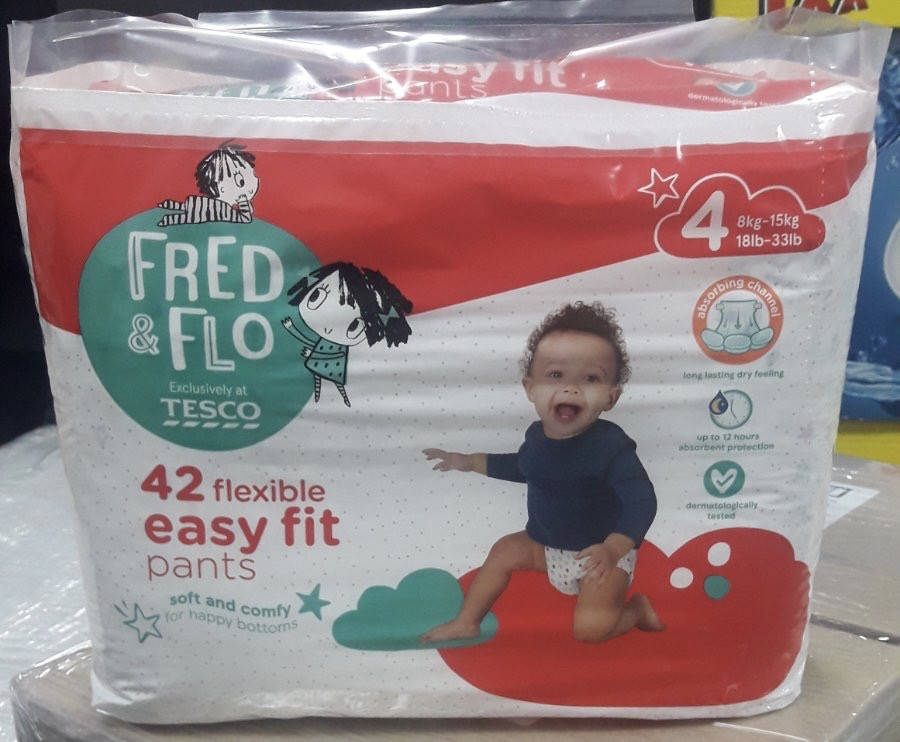 easy fit
pants
dermatologically
FRED
& FLO
Exclusively at
TESCO
4
8kg-15kg
18lb-33lb
absorbing channel
long lasting dry feeling
up to 12 hours
absorbent protection
dermatologically
tested
42 flexible
easy fit
pants
soft and comfy
for happy bottoms